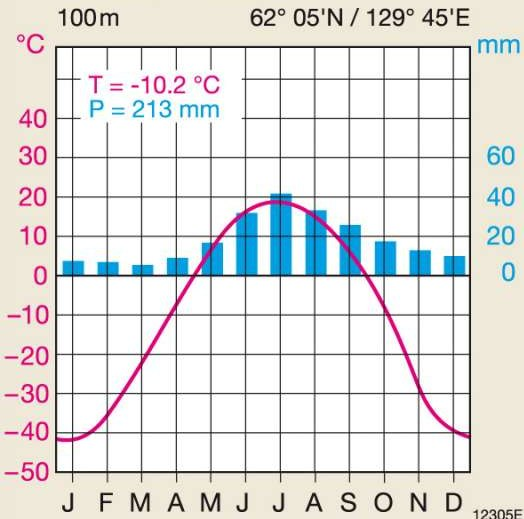 100 m 62° 05'N / 129° 45'E
°C mm
T = -10.2 °C
P = 213 mm
40
30 60
20 40
10 20
0 0
−10
−20
−30
−40
−50
J F M A M J J A S O N D
12305E